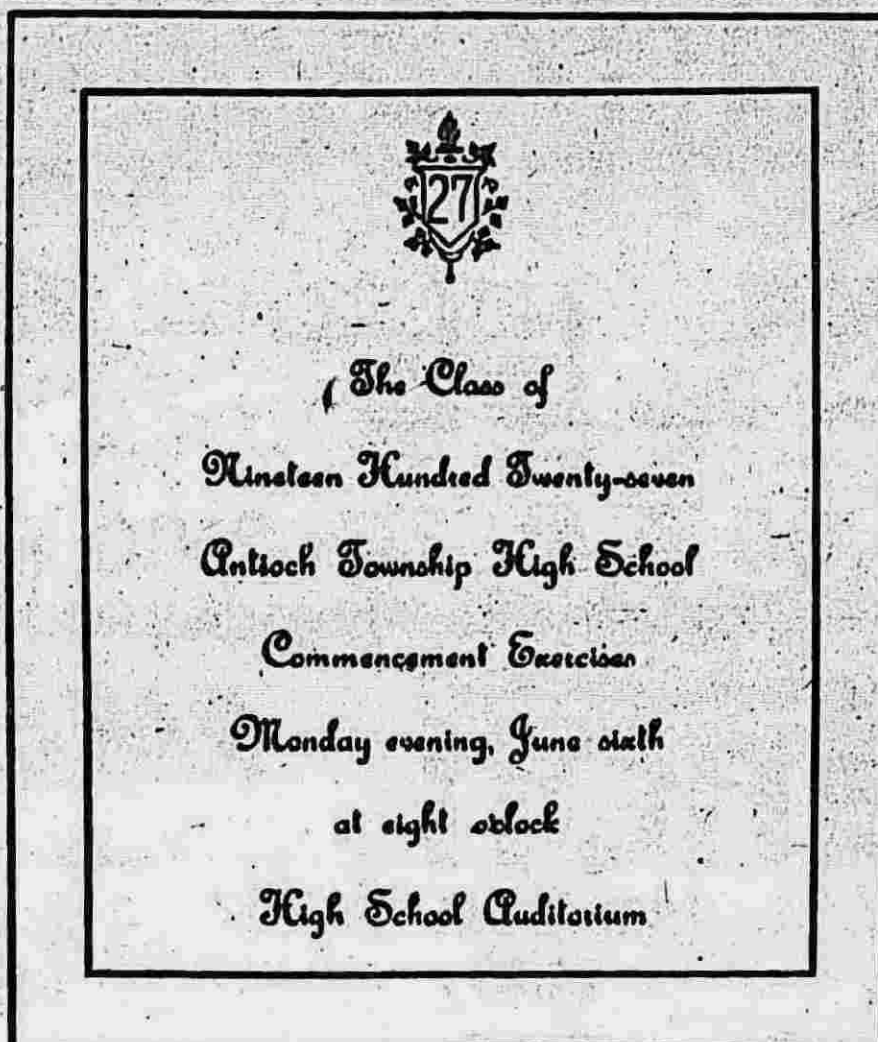 27
The Class of
Nineteen Hundred Twenty-seven
Antioch Township High School
Commencement Exercises
Monday evening, June sixth
at eight o'clock
High School Auditorium